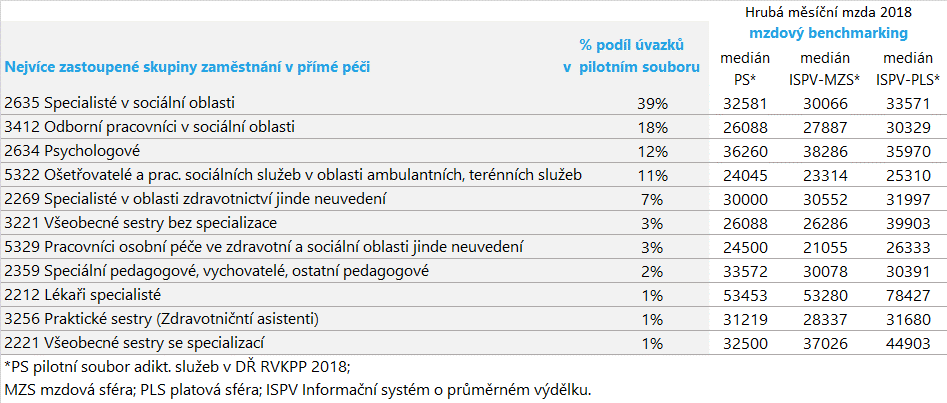 Hrubá měsíční mzda 2018
mzdový benchmarking
% podíl úvazků
Nejvíce zastoupené skupiny zaměstnání v přímé péči v pilotním souboru medián PS* medián ISPV-MZS* medián ISPV-PLS*
2635 Specialisté v sociální oblasti 39% 32581 30066 33571
3412 Odborní pracovníci v sociální oblasti 18% 26088 27887 30329
2634 Psychologové 12% 36260 38286 35970
5322 Ošetřovatelé a prac. sociálních služeb v oblasti ambulantních, terénních služeb 11% 24045 23314 25310
2269 Specialisté v oblasti zdravotnictví jinde neuvedení 7% 30000 30552 31997
3221 Všeobecné sestry bez specializace 3% 26088 26286 39903
5329 Pracovníci osobní péče ve zdravotní a sociální oblasti jinde neuvedení 3% 24500 21055 26333
2359 Speciální pedagogové, vychovatelé, ostatní pedagogové 2% 33572 30078 30391
2212 Lékaři specialisté 1% 53453 53280 78427
3256 Praktické sestry (Zdravotničntí asistenti) 1% 31219 28337 31680
2221 Všeobecné sestry se specializací 1% 32500 37026 44903
*PS pilotní soubor adikt. služeb v DŘ RVKPP 2018;
MZS mzdová sféra; PLS platová sféra; ISPV Informační systém o průměrném výdělku.